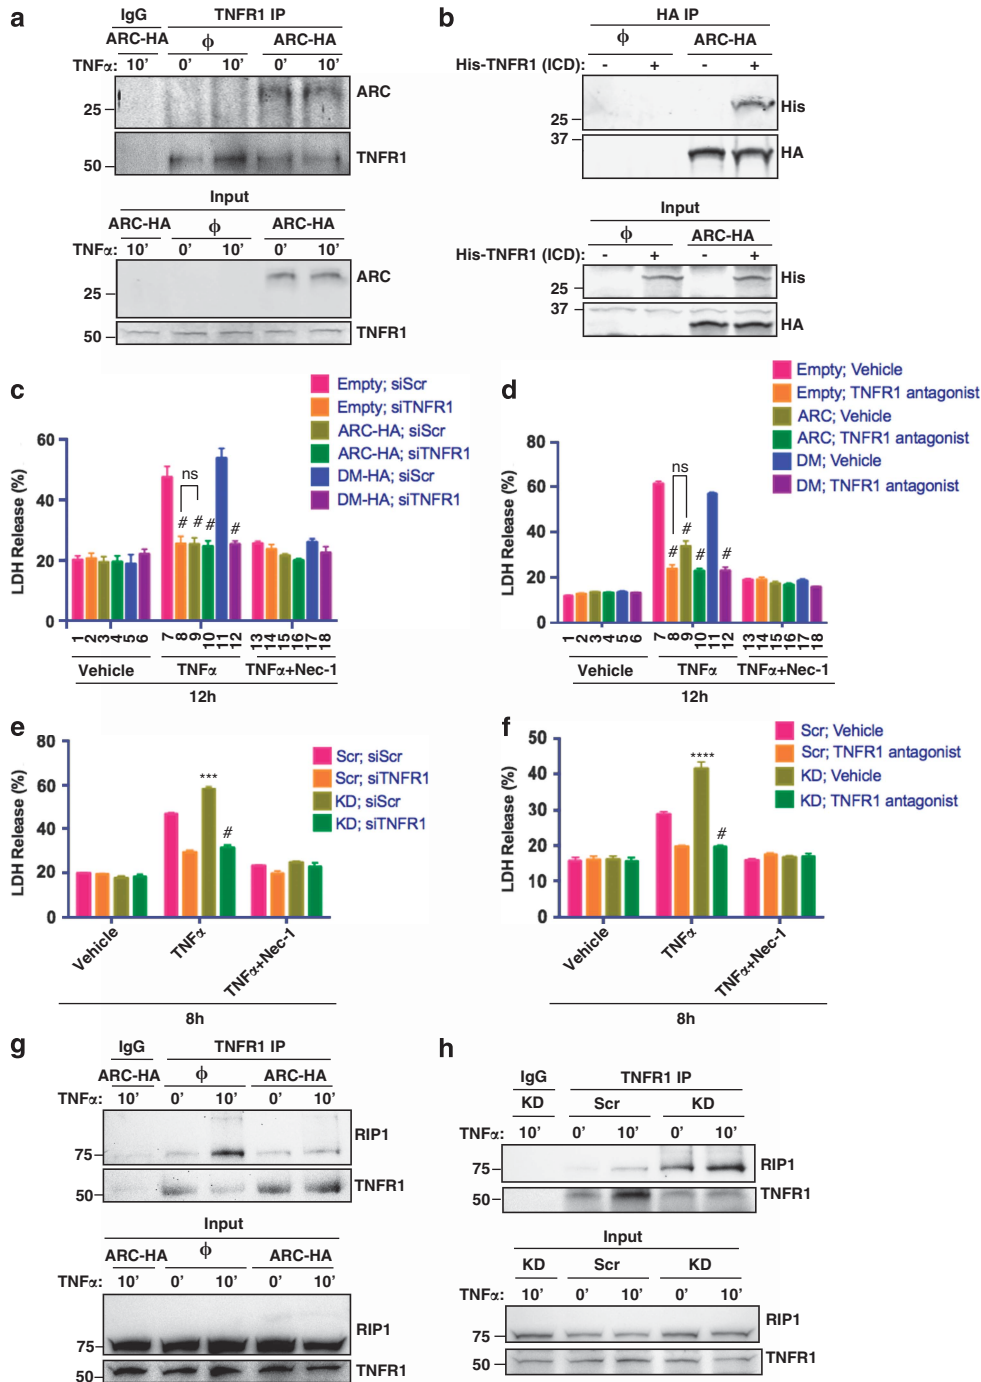 a
IgG TNFR1 IP
ARC-HA ϕ ARC-HA
TNFα: 10' 0' 10' 0' 10'
ARC
25
TNFR1
50
Input
ARC-HA ϕ ARC-HA
TNFα: 10' 0' 10' 0' 10'
ARC
25
50
TNFR1
b
HA IP
ϕ ARC-HA
His-TNFR1 (ICD): - + - +
His
25
37
HA
Input
ϕ ARC-HA
His-TNFR1 (ICD): - + - +
His
25
37
HA
c
Empty; siScr
Empty; siTNFR1
ARC-HA; siScr
ARC-HA; siTNFR1
DM-HA; siScr
DM-HA; siTNFR1
LDH Release (%)
60
40
20
0
ns
# # # #
1 2 3 4 5 6 7 8 9 10 11 12 13 14 15 16 17 18
Vehicle TNFα TNFα+Nec-1
12h
d
Empty; Vehicle
Empty; TNFR1 antagonist
ARC; Vehicle
ARC; TNFR1 antagonist
DM; Vehicle
DM; TNFR1 antagonist
LDH Release (%)
80
60
40
20
0
ns
# # # #
1 2 3 4 5 6 7 8 9 10 11 12 13 14 15 16 17 18
Vehicle TNFα TNFα+Nec-1
12h
e
Scr; siScr
Scr; siTNFR1
KD; siScr
KD; siTNFR1
LDH Release (%)
80
60
40
20
0
***
#
Vehicle TNFα TNFα+Nec-1
8h
f
Scr; Vehicle
Scr; TNFR1 antagonist
KD; Vehicle
KD; TNFR1 antagonist
LDH Release (%)
50
40
30
20
10
0
****
#
Vehicle TNFα TNFα+Nec-1
8h
g
IgG TNFR1 IP
ARC-HA ϕ ARC-HA
TNFα: 10' 0' 10' 0' 10'
RIP1
75
TNFR1
50
Input
ARC-HA ϕ ARC-HA
TNFα: 10' 0' 10' 0' 10'
RIP1
75
TNFR1
50
h
IgG TNFR1 IP
KD Scr KD
TNFα: 10' 0' 10' 0' 10'
75
RIP1
50
TNFR1
Input
KD Scr KD
TNFα: 10' 0' 10' 0' 10'
RIP1
75
TNFR1
50